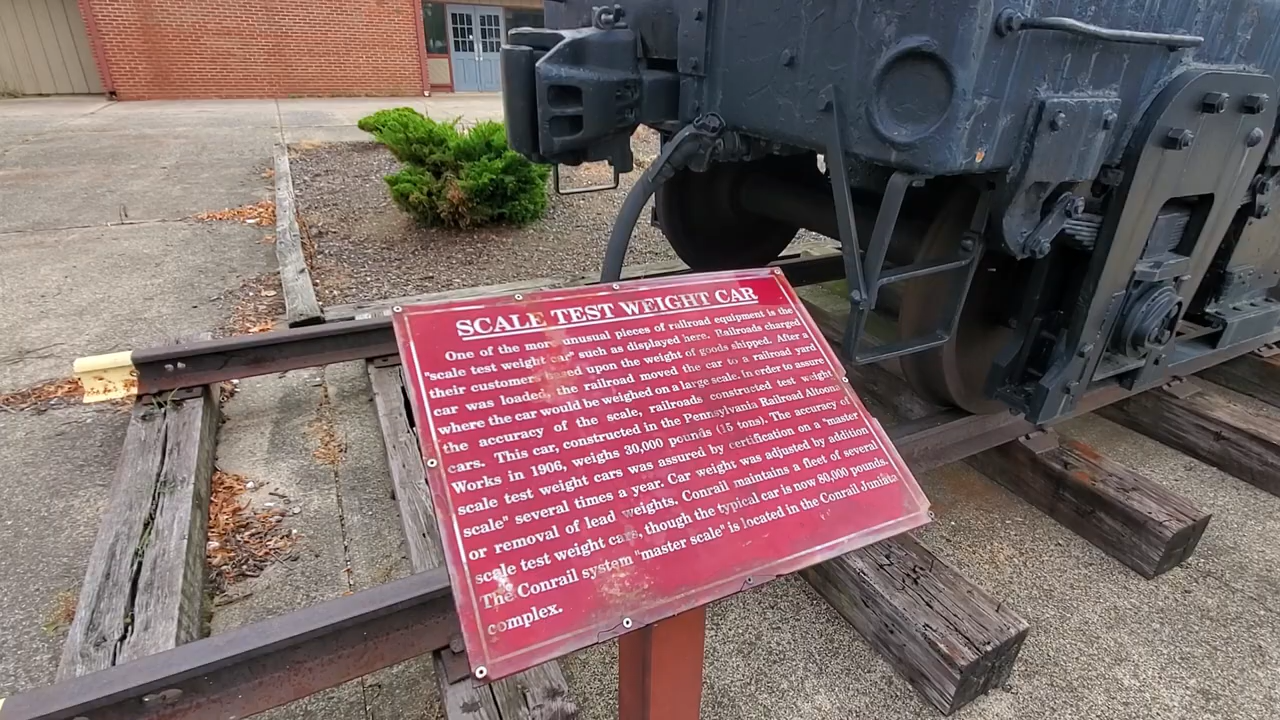 SCALE TEST WEIGHT CAR
One of the more unusual pieces of railroad equipment is the
"scale test weight car" such as displayed here. Railroads charged
their customers based upon the weight of goods shipped. After a
car was loaded, the railroad moved the car to a railroad yard
where the car would be weighed on a large scale. in order to assure
the accuracy of the scale, railroads constructed test weight
cars. This car, constructed in the Pennsylvania Railroad Altoona
Works in 1906, weighs 30,000 pounds (15 tons). The accuracy of
scale test weight cars was assured by certification on a "master
scale" several times a year. Car weight was adjusted by addition
or removal of lead weights. Conrail maintains a fleet of several
scale test weight cars, though the typical car is now 80,000 pounds.
The Conrail system "master scale" is located in the Conrail Juniata
complex.